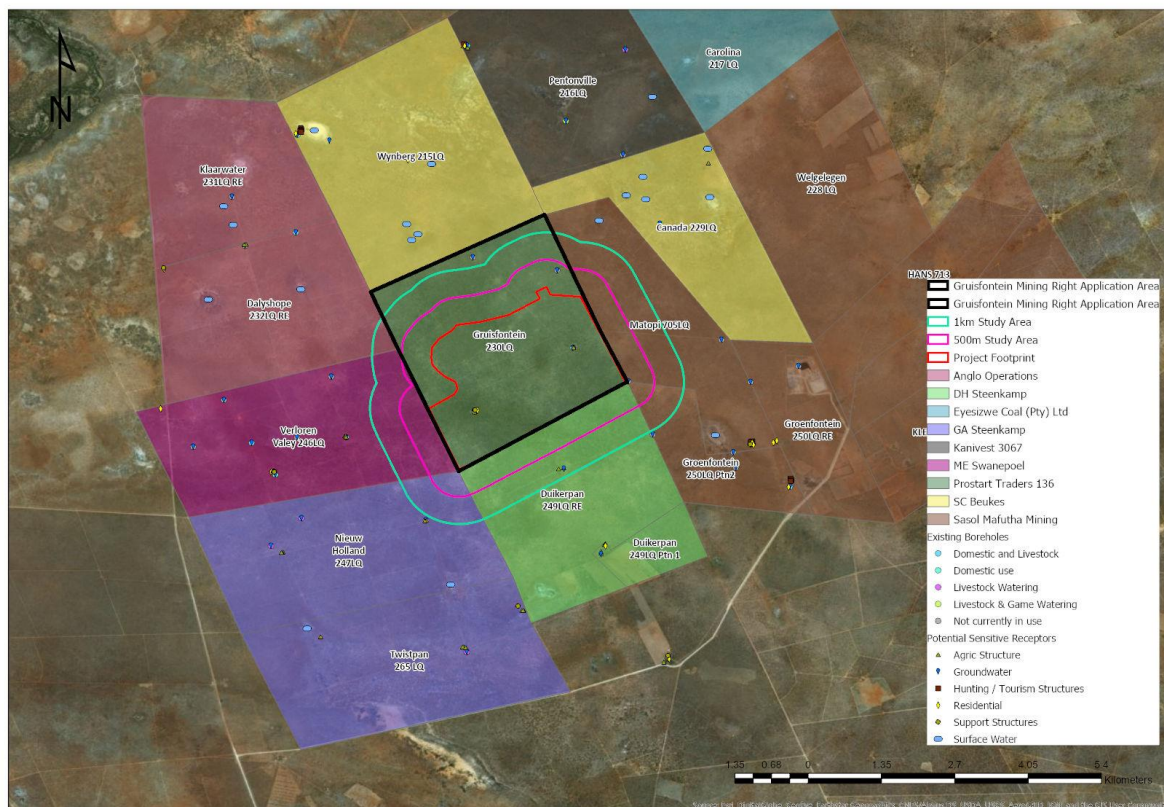 N
Carolina
217 LQ
Pentonville
216LQ
Wynberg 215LQ
Klaarwater
231LQ RE
Welgelegen
228 LQ
Canada 229LQ
HANS 713
Dalyshope
232LQ RE
Gruisfontein
230LQ
Matopi 705LQ
Verloren
Valey 246LQ
Groenfontein
250LQ RE
Groenfontein
250LQ Ptn2
Duikerpan
249LQ RE
Nieuw
Holland
247LQ
Duikerpan
249LQ Ptn 1
Twistpan
265 LQ
Gruisfontein Mining Right Application Area
Gruisfontein Mining Right Application Area
1km Study Area
500m Study Area
Project Footprint
Anglo Operations
DH Steenkamp
Eyesizwe Coal (Pty) Ltd
GA Steenkamp
Kanivest 3067
ME Swanepoel
Prostart Traders 136
SC Beukes
Sasol Mafutha Mining
Existing Boreholes
Domestic and Livestock
Domestic use
Livestock Watering
Livestock & Game Watering
Not currently in use
Potential Sensitive Receptors
Agric Structure
Groundwater
Hunting / Tourism Structures
Residential
Support Structures
Surface Water
1.35 0.68 0 1.35 2.7 4.05 5.4
Kilometers